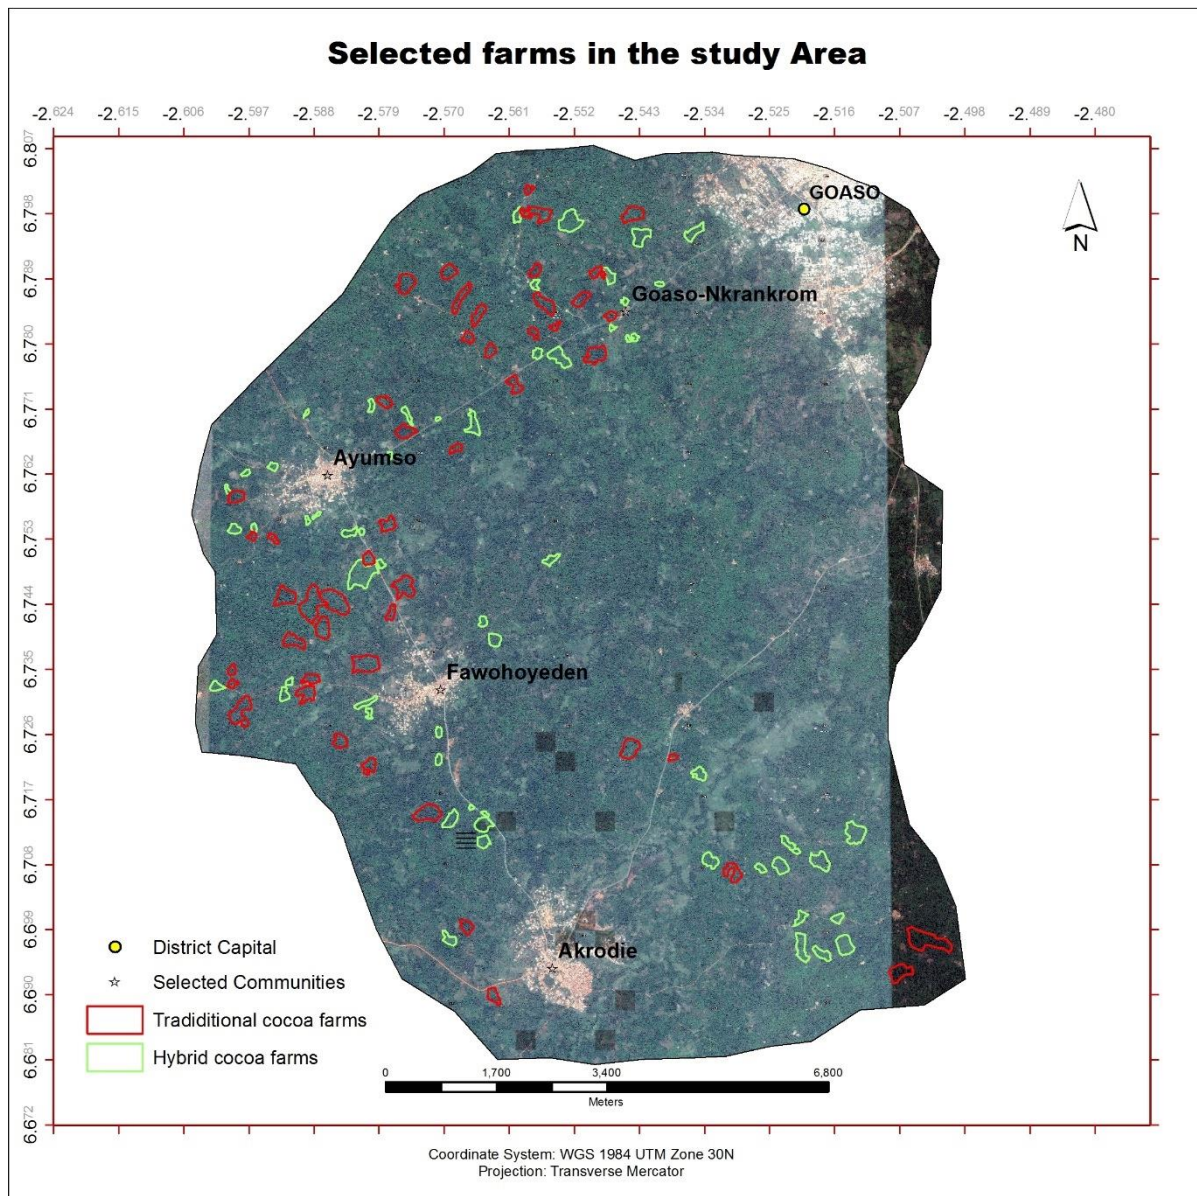 Selected farms in the study Area
-2.624 -2.615 -2.606 -2.597 -2.588 -2.579 -2.570 -2.561 -2.552 -2.543 -2.534 -2.525 -2.516 -2.507 -2.498 -2.489 -2.480
6.807
6.798
6.789
6.780
6.771
6.762
6.753
6.744
6.735
6.726
6.717
6.708
6.699
6.690
6.681
6.672
GOASO
N
Goaso-Nkrankrom
Ayumso
Fawohoyeden
Akrodie
District Capital
Selected Communities
Tradiditional cocoa farms
Hybrid cocoa farms
0 1,700 3,400 6,800
Meters
Coordinate System: WGS 1984 UTM Zone 30N
Projection: Transverse Mercator